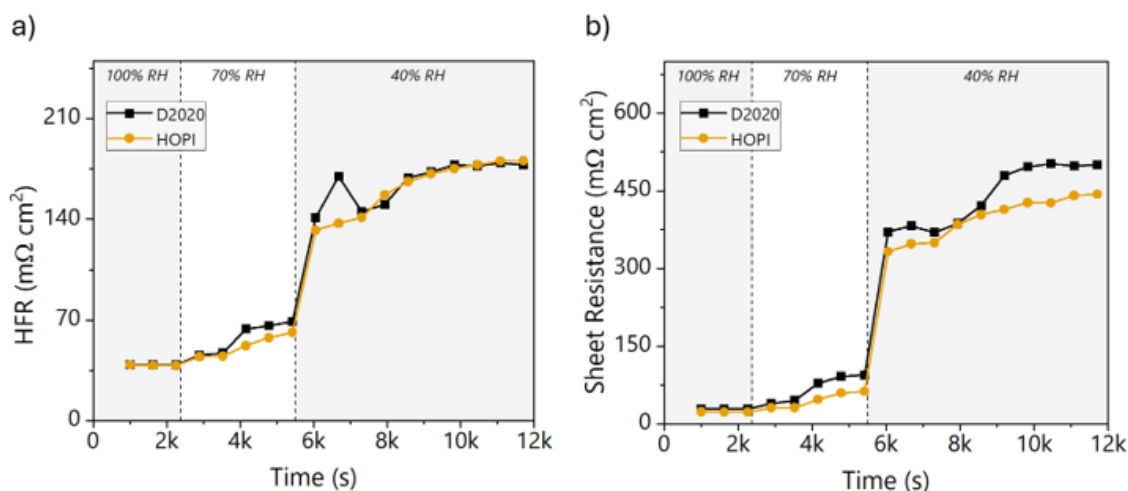 a)
100% RH 70% RH 40% RH
D2020
HOPI
HFR (mΩ cm²)
210
140
70
0
0 2k 4k 6k 8k 10k 12k
Time (s)
b)
100% RH 70% RH 40% RH
D2020
HOPI
Sheet Resistance (mΩ cm²)
600
450
300
150
0
0 2k 4k 6k 8k 10k 12k
Time (s)